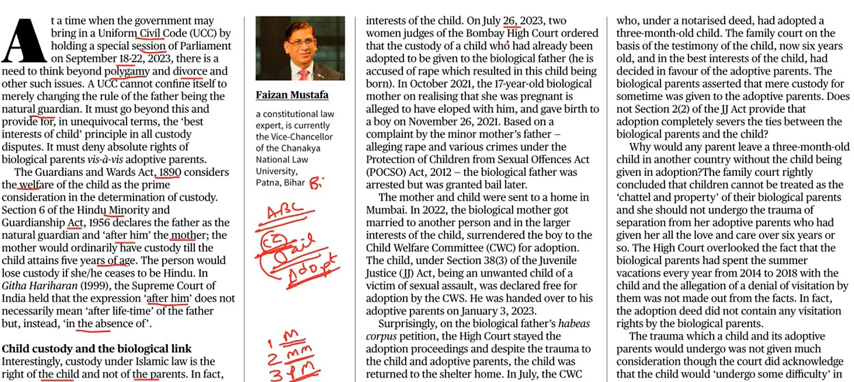 At a time when the government may
bring in a Uniform Civil Code (UCC) by
holding a special session of Parliament
on September 18-22, 2023, there is a
need to think beyond polygamy and divorce and
other such issues. A UCC cannot confine itself to
merely changing the rule of the father being the
natural guardian. It must go beyond this and
provide for, in unequivocal terms, the ‘best
interests of child’ principle in all custody
disputes. It must deny absolute rights of
biological parents vis-à-vis adoptive parents.
The Guardians and Wards Act, 1890 considers
the welfare of the child as the prime
consideration in the determination of custody.
Section 6 of the Hindu Minority and
Guardianship Act, 1956 declares the father as the
natural guardian and ‘after him’ the mother; the
mother would ordinarily have custody till the
child attains five years of age. The person would
lose custody if she/he ceases to be Hindu. In
Githa Hariharan (1999), the Supreme Court of
India held that the expression ‘after him’ does not
necessarily mean ‘after life-time’ of the father
but, instead, ‘in the absence of’.
Child custody and the biological link
Interestingly, custody under Islamic law is the
right of the child and not of the parents. In fact,
Faizan Mustafa
a constitutional law
expert, is currently
the Vice-Chancellor
of the Chanakya
National Law
University,
Patna, Bihar
Bi
ABC
Jail
Adopt
1 M
2 MM
3 PM
interests of the child. On July 26, 2023, two
women judges of the Bombay High Court ordered
that the custody of a child who had already been
adopted to be given to the biological father (he is
accused of rape which resulted in this child being
born). In October 2021, the 17-year-old biological
mother on realising that she was pregnant is
alleged to have eloped with him, and gave birth to
a boy on November 26, 2021. Based on a
complaint by the minor mother’s father —
alleging rape and various crimes under the
Protection of Children from Sexual Offences Act
(POCSO) Act, 2012 — the biological father was
arrested but was granted bail later.
The mother and child were sent to a home in
Mumbai. In 2022, the biological mother got
married to another person and in the larger
interests of the child, surrendered the boy to the
Child Welfare Committee (CWC) for adoption.
The child, under Section 38(3) of the Juvenile
Justice (JJ) Act, being an unwanted child of a
victim of sexual assault, was declared free for
adoption by the CWS. He was handed over to his
adoptive parents on January 3, 2023.
Surprisingly, on the biological father’s habeas
corpus petition, the High Court stayed the
adoption proceedings and despite the trauma to
the child and adoptive parents, the child was
returned to the shelter home. In July, the CWC
who, under a notarised deed, had adopted a
three-month-old child. The family court on the
basis of the testimony of the child, now six years
old, and in the best interests of the child, had
decided in favour of the adoptive parents. The
biological parents asserted that mere custody for
sometime was given to the adoptive parents. Does
not Section 2(2) of the JJ Act provide that
adoption completely severs the ties between the
biological parents and the child?
Why would any parent leave a three-month-old
child in another country without the child being
given in adoption?The family court rightly
concluded that children cannot be treated as the
‘chattel and property’ of their biological parents
and she should not undergo the trauma of
separation from her adoptive parents who had
given her all the love and care over six years or
so. The High Court overlooked the fact that the
biological parents had spent the summer
vacations every year from 2014 to 2018 with the
child and the allegation of a denial of visitation by
them was not made out from the facts. In fact,
the adoption deed did not contain any visitation
rights by the biological parents.
The trauma which a child and its adoptive
parents would undergo was not given much
consideration though the court did acknowledge
that the child would ‘undergo some difficulty’ in